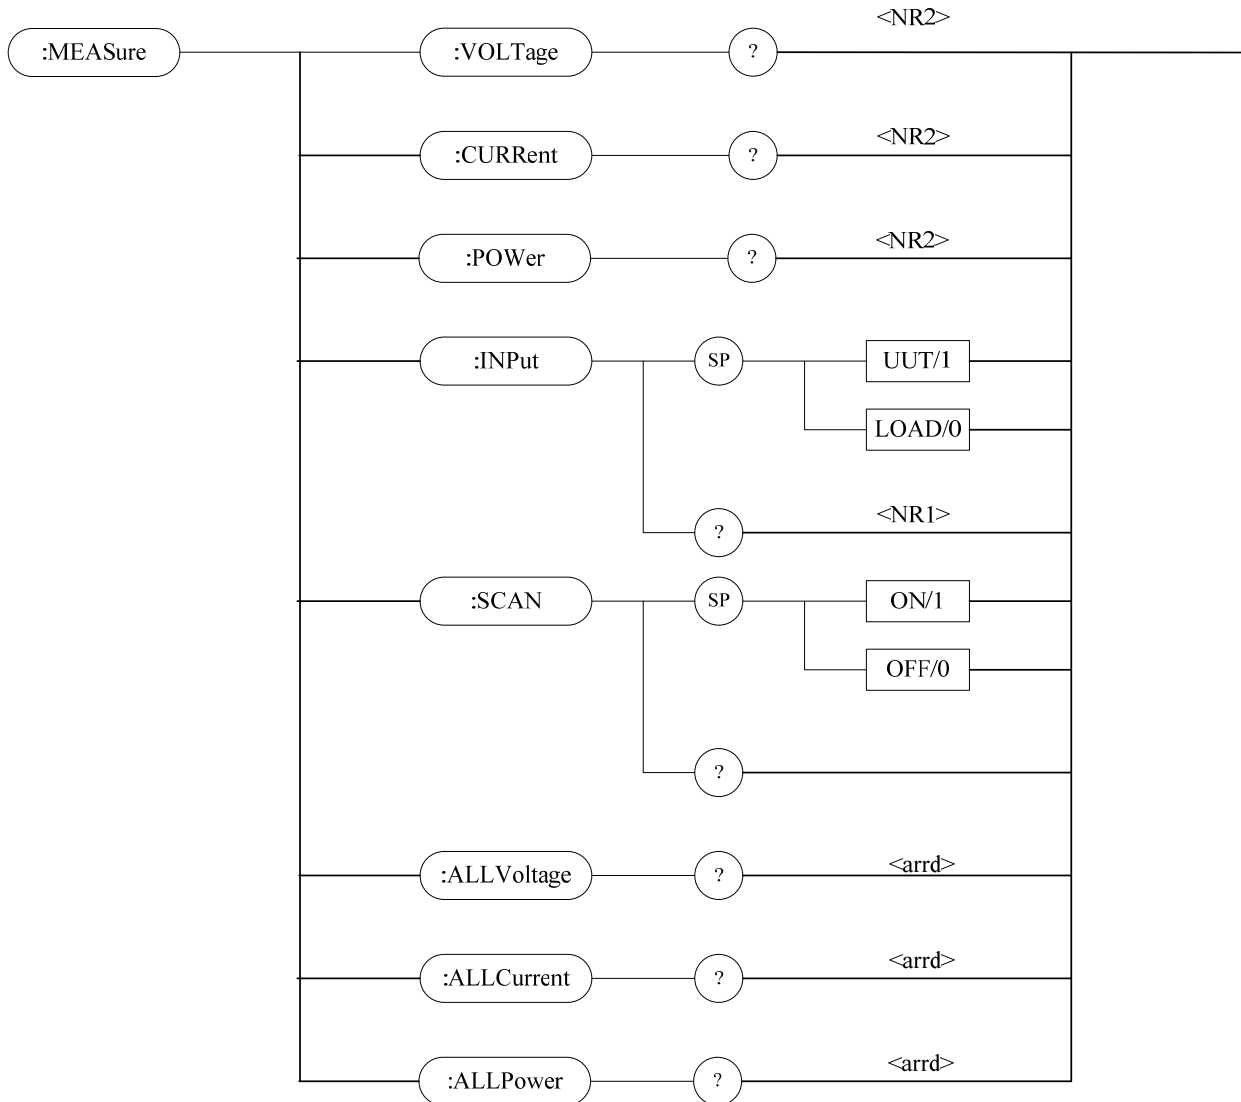 <NR2>
:MEASure :VOLTage ?
:CURRent ? <NR2>
:POWer ? <NR2>
:INPut SP UUT/1
LOAD/0
? <NR1>
:SCAN SP ON/1
OFF/0
?
:ALLVoltage ? <arrd>
:ALLCurrent ? <arrd>
:ALLPower ? <arrd>